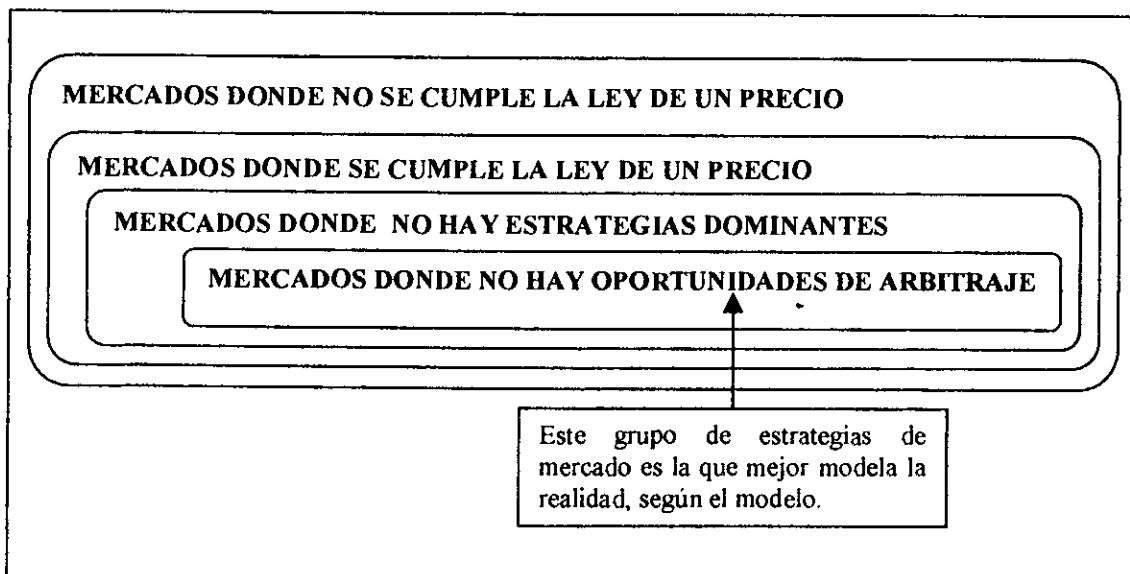 MERCADOS DONDE NO SE CUMPLE LA LEY DE UN PRECIO
MERCADOS DONDE SE CUMPLE LA LEY DE UN PRECIO
MERCADOS DONDE NO HAY ESTRATEGIAS DOMINANTES
MERCADOS DONDE NO HAY OPORTUNIDADES DE ARBITRAJE
Este grupo de estrategias de
mercado es la que mejor modela la
realidad, según el modelo.